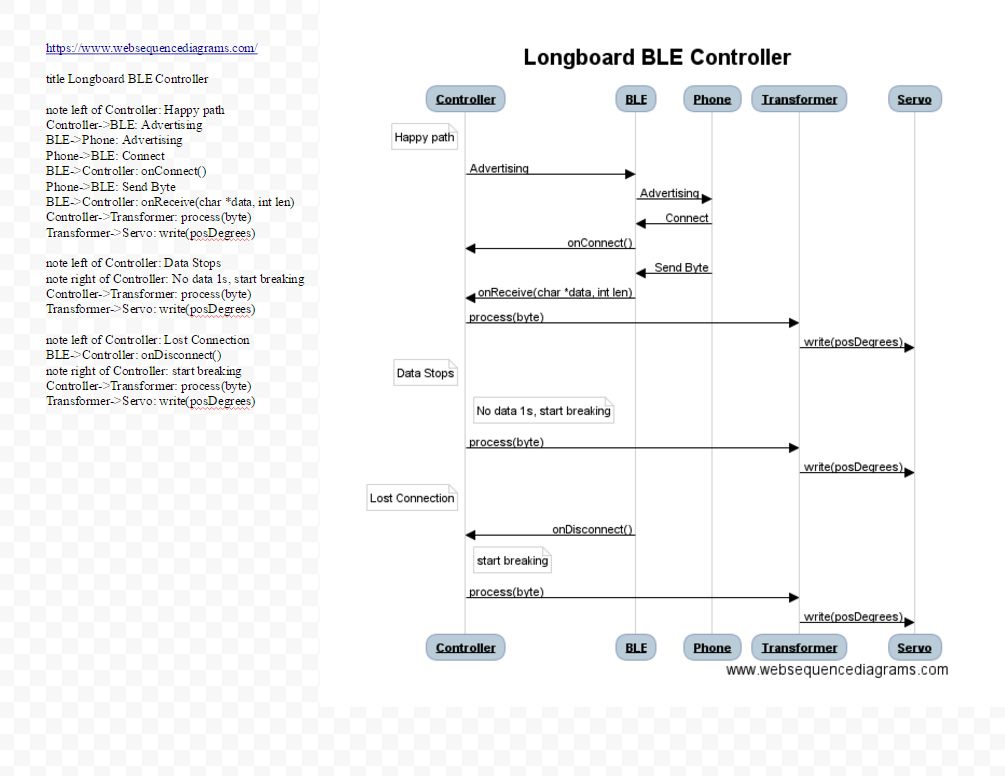 https://www.websequencediagrams.com/
title Longboard BLE Controller
note left of Controller: Happy path
Controller->BLE: Advertising
BLE->Phone: Advertising
Phone->BLE: Connect
BLE->Controller: onConnect()
Phone->BLE: Send Byte
BLE->Controller: onReceive(char *data, int len)
Controller->Transformer: process(byte)
Transformer->Servo: write(posDegrees)
note left of Controller: Data Stops
note right of Controller: No data 1s, start breaking
Controller->Transformer: process(byte)
Transformer->Servo: write(posDegrees)
note left of Controller: Lost Connection
BLE->Controller: onDisconnect()
note right of Controller: start breaking
Controller->Transformer: process(byte)
Transformer->Servo: write(posDegrees)
Longboard BLE Controller
Controller BLE Phone Transformer Servo
Happy path
Advertising
Advertising
Connect
onConnect()
Send Byte
onReceive(char *data, int len)
process(byte)
write(posDegrees)
Data Stops
No data 1s, start breaking
process(byte)
write(posDegrees)
Lost Connection
onDisconnect()
start breaking
process(byte)
write(posDegrees)
Controller BLE Phone Transformer Servo
www.websequencediagrams.com